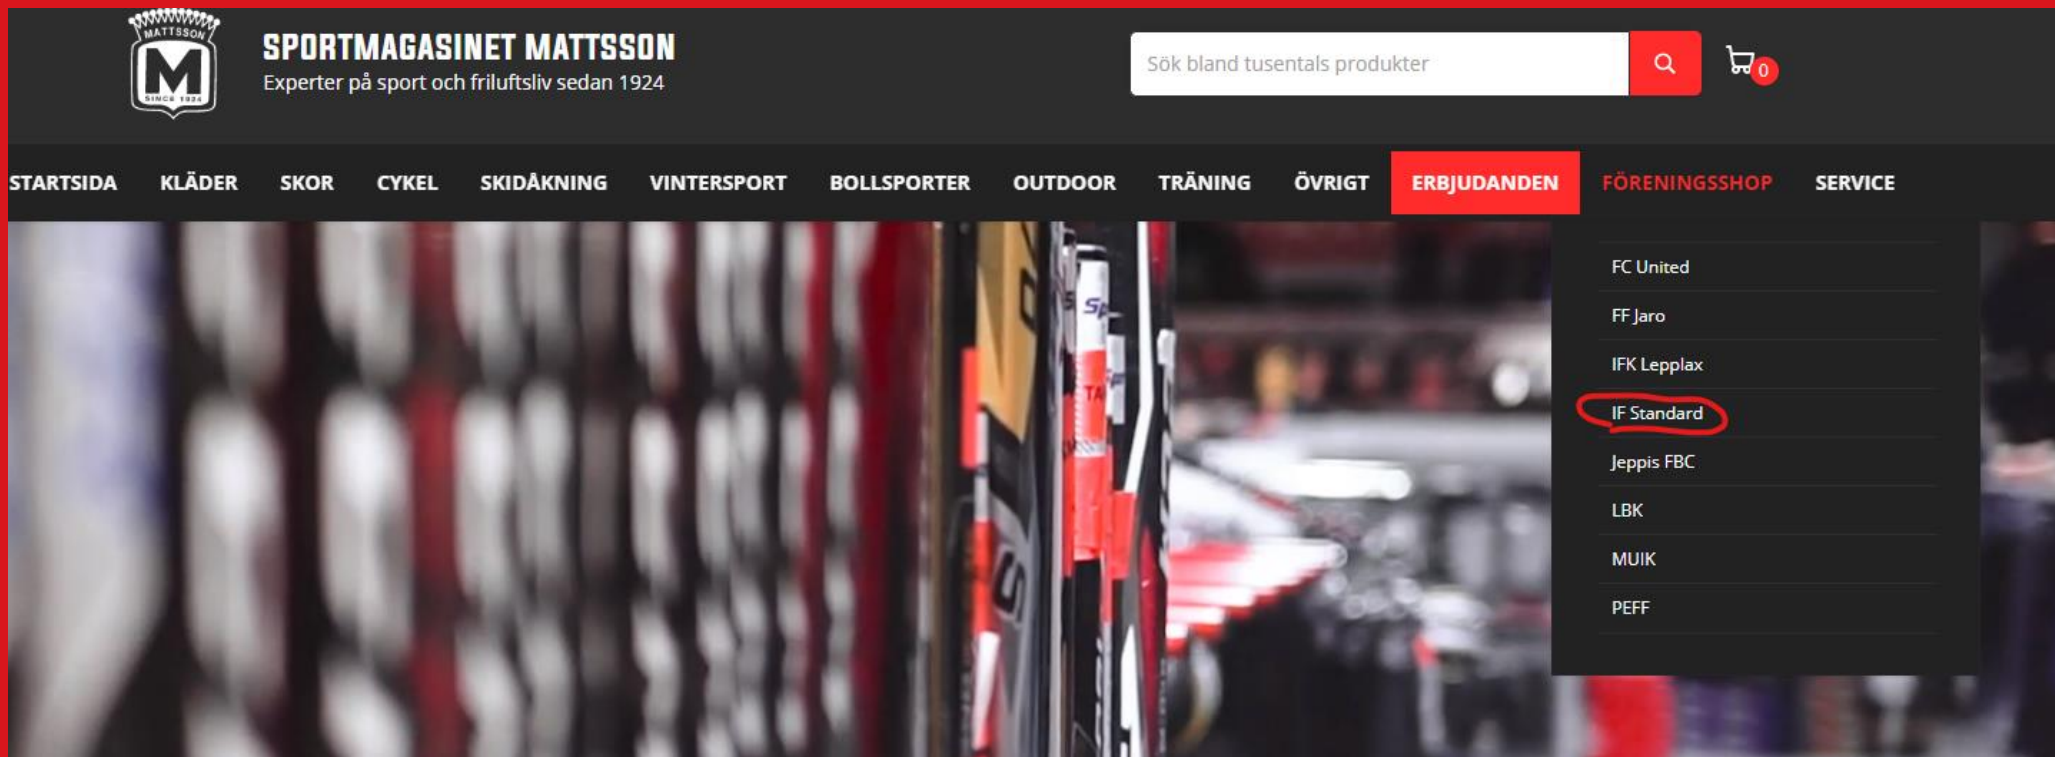 MATTSSON
M
SINCE 1924
SPORTMAGASINET MATTSSON
Experter på sport och friluftsliv sedan 1924
Sök bland tusentals produkter
0
STARTSIDA KLÄDER SKOR CYKEL SKIDÅKNING VINTERSPORT BOLLSPORTER OUTDOOR TRÄNING ÖVRIGT ERBJUDANDEN FÖRENINGSSHOP SERVICE
FC United
FF Jaro
IFK Lepplax
IF Standard
Jeppis FBC
LBK
MUIK
PEFF